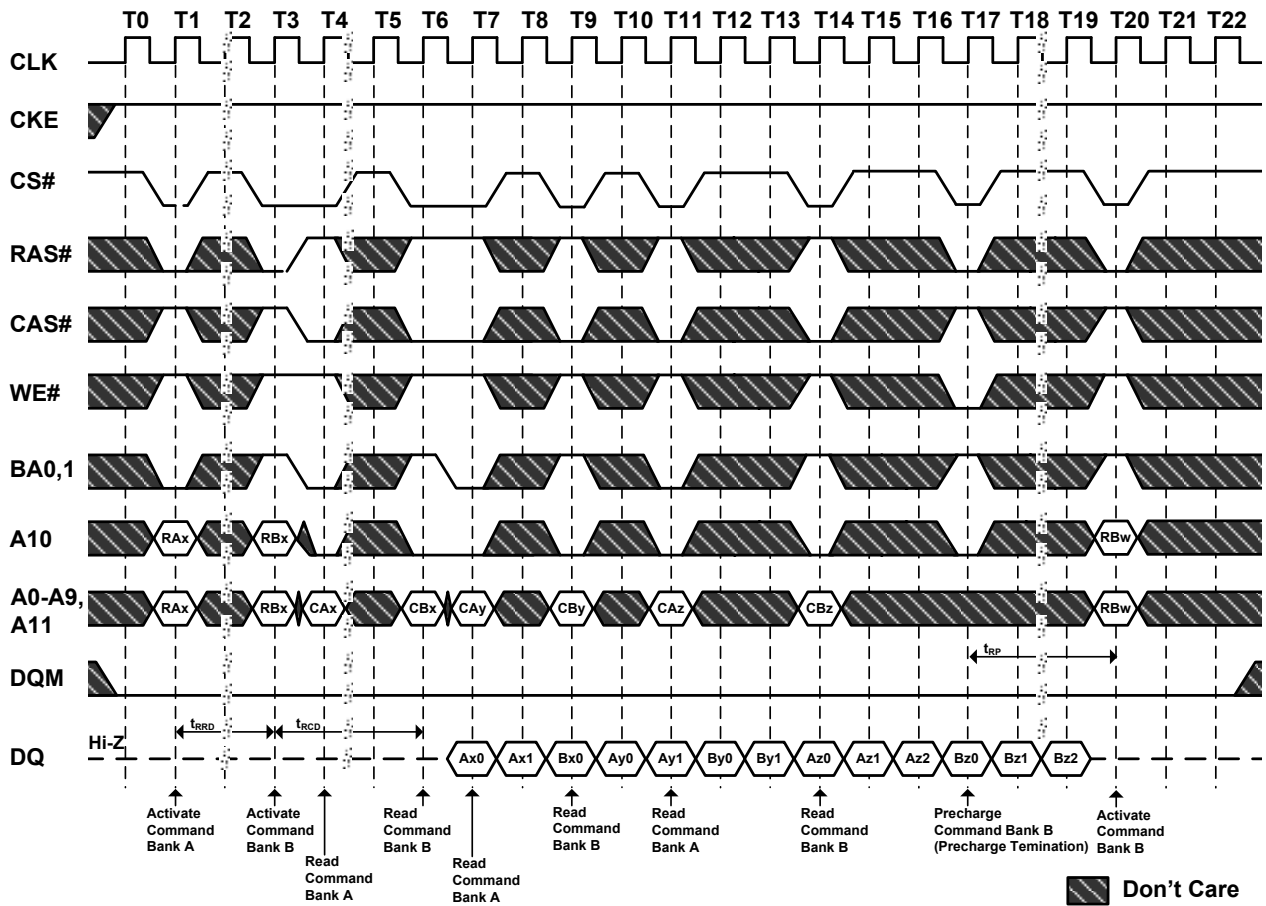 T0 T1 T2 T3 T4 T5 T6 T7 T8 T9 T10 T11 T12 T13 T14 T15 T16 T17 T18 T19 T20 T21 T22
CLK
CKE
CS#
RAS#
CAS#
WE#
BA0,1
A10
RAx RBx RBw
A0-A9,
A11
RAx RBx CAx CBx CAy CBy CAz CBz RBw
tRP
DQM
tRRD tRCD
Hi-Z
DQ
Ax0 Ax1 Bx0 Ay0 Ay1 By0 By1 Az0 Az1 Az2 Bz0 Bz1 Bz2
Activate
Command
Bank A
Activate
Command
Bank B
Read
Command
Bank A
Read
Command
Bank B
Read
Command
Bank A
Read
Command
Bank B
Read
Command
Bank A
Read
Command
Bank B
Precharge
Command Bank B
(Precharge Temination)
Activate
Command
Bank B
Don't Care